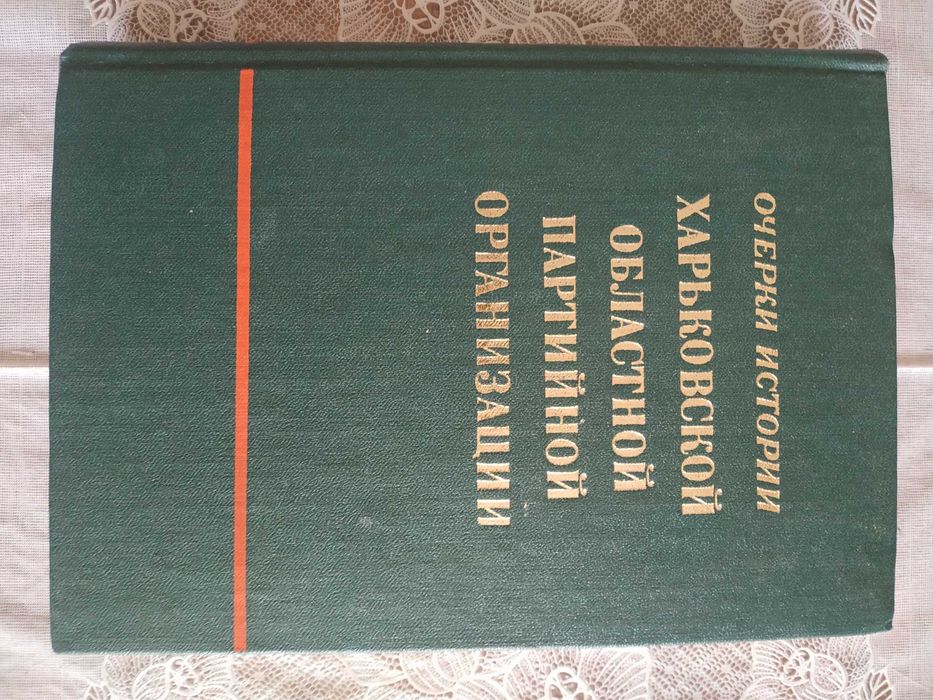 ОЧЕРКИ ИСТОРИИ
ХАРЬКОВСКОЙ
ОБЛАСТНОЙ
ПАРТИЙНОЙ
ОРГАНИЗАЦИИ